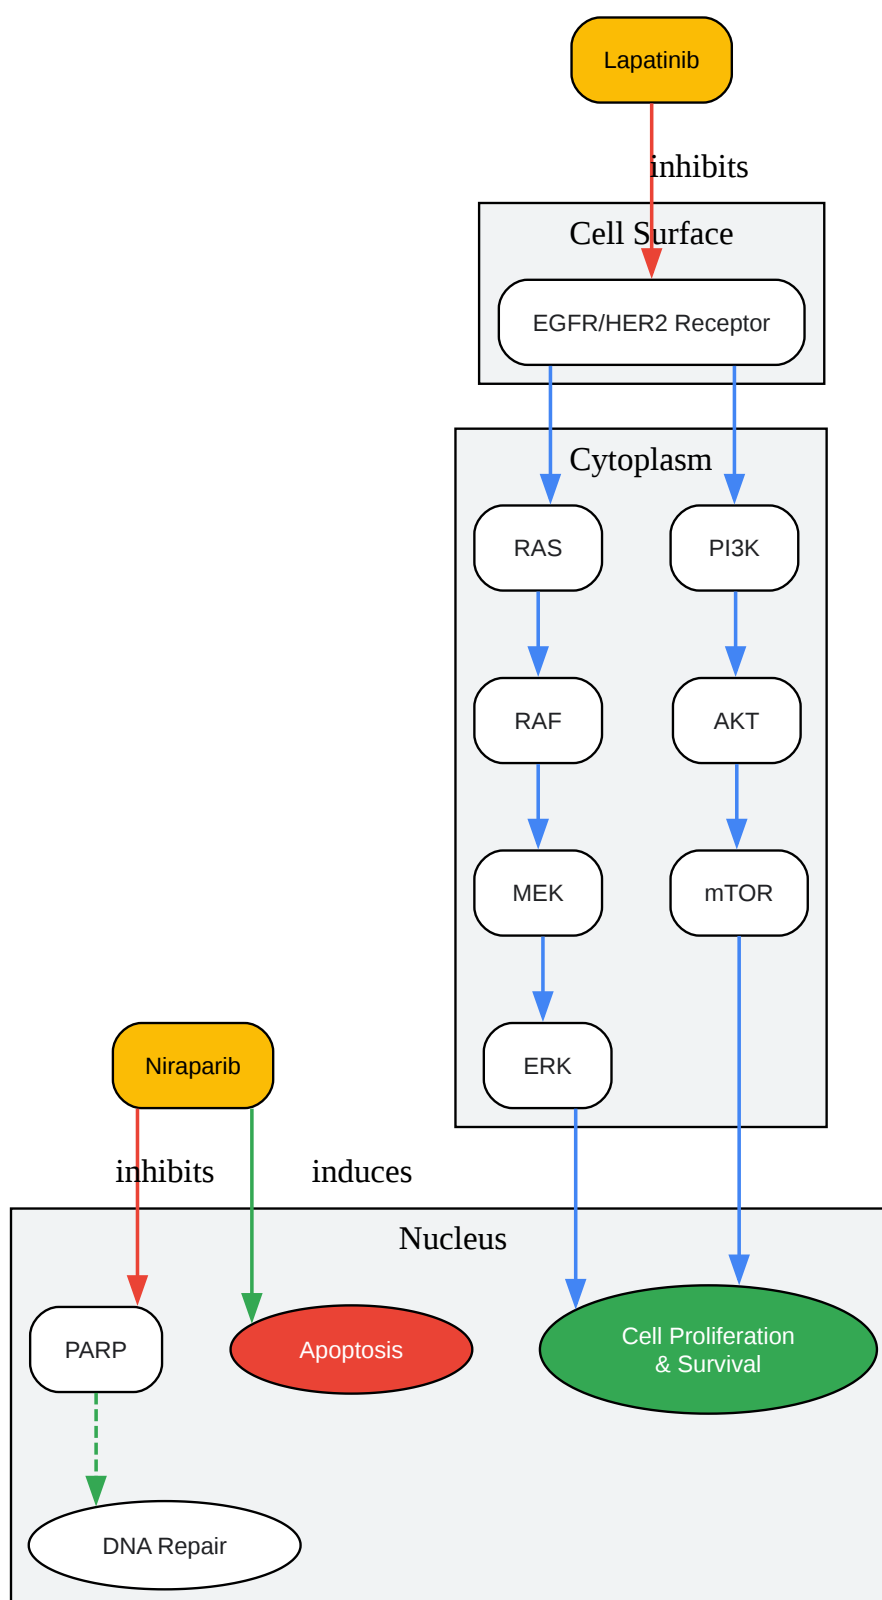 Lapatinib
inhibits
Cell Surface
EGFR/HER2 Receptor
Cytoplasm
RAS
PI3K
RAF
AKT
MEK
mTOR
Niraparib
ERK
inhibits
induces
Nucleus
PARP
Apoptosis
Cell Proliferation
& Survival
DNA Repair